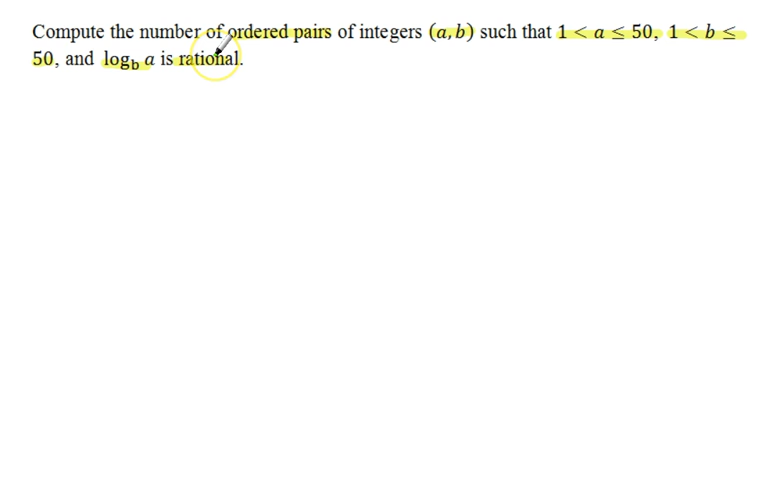 Compute the number of ordered pairs of integers (a,b) such that 1 < a ≤ 50, 1 < b ≤
50, and log_b a is rational.